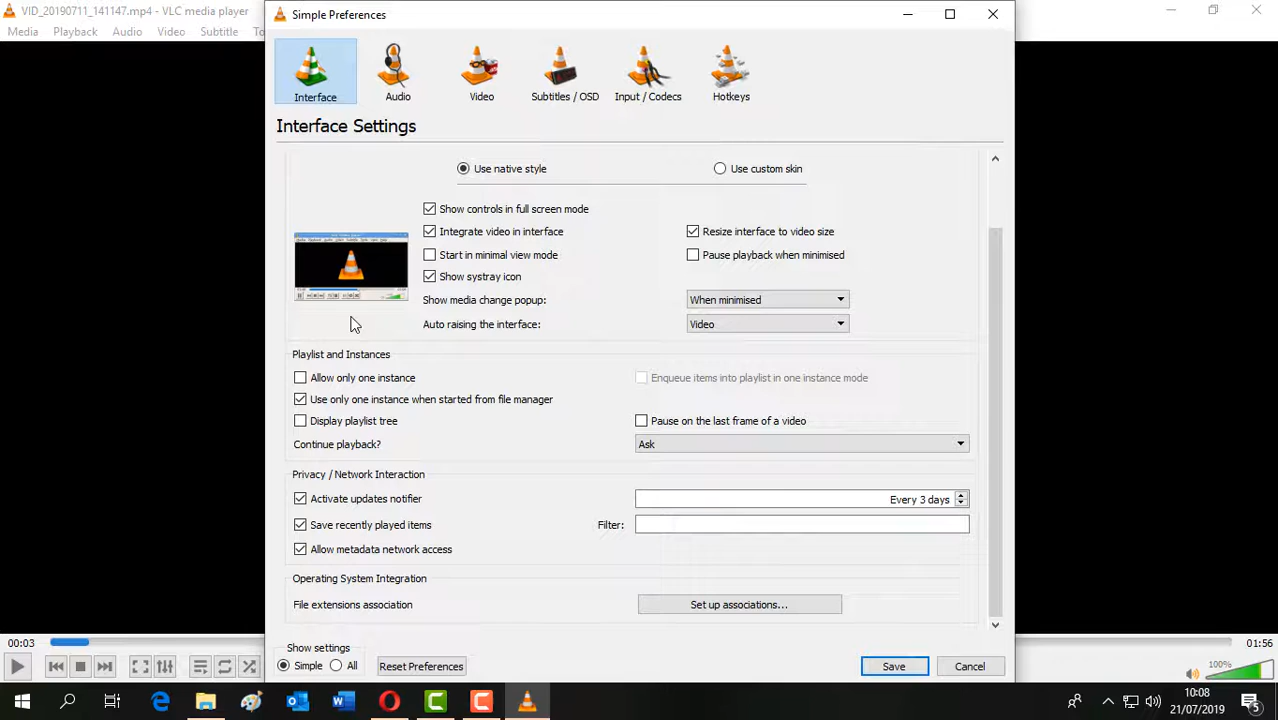 VID_20190711_141147.mp4 - VLC media player
Simple Preferences
Media Playback Audio Video Subtitle To
Interface Audio Video Subtitles / OSD Input / Codecs Hotkeys
Interface Settings
Use native style Use custom skin
Show controls in full screen mode
Integrate video in interface Resize interface to video size
Start in minimal view mode Pause playback when minimised
Show systray icon
Show media change popup: When minimised
Auto raising the interface: Video
Playlist and Instances
Allow only one instance Enqueue items into playlist in one instance mode
Use only one instance when started from file manager
Display playlist tree Pause on the last frame of a video
Continue playback? Ask
Privacy / Network Interaction
Activate updates notifier Every 3 days
Save recently played items Filter:
Allow metadata network access
Operating System Integration
File extensions association Set up associations...
00:03 01:56
Show settings
Simple All Reset Preferences Save Cancel
100%
10:08
21/07/2019
5